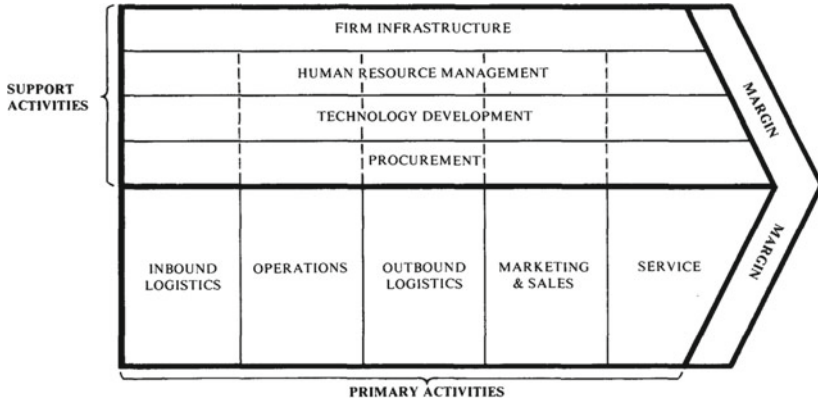 FIRM INFRASTRUCTURE
HUMAN RESOURCE MANAGEMENT
SUPPORT
ACTIVITIES
TECHNOLOGY DEVELOPMENT
PROCUREMENT
MARGIN
MARGIN
INBOUND
LOGISTICS
OPERATIONS
OUTBOUND
LOGISTICS
MARKETING
& SALES
SERVICE
PRIMARY ACTIVITIES